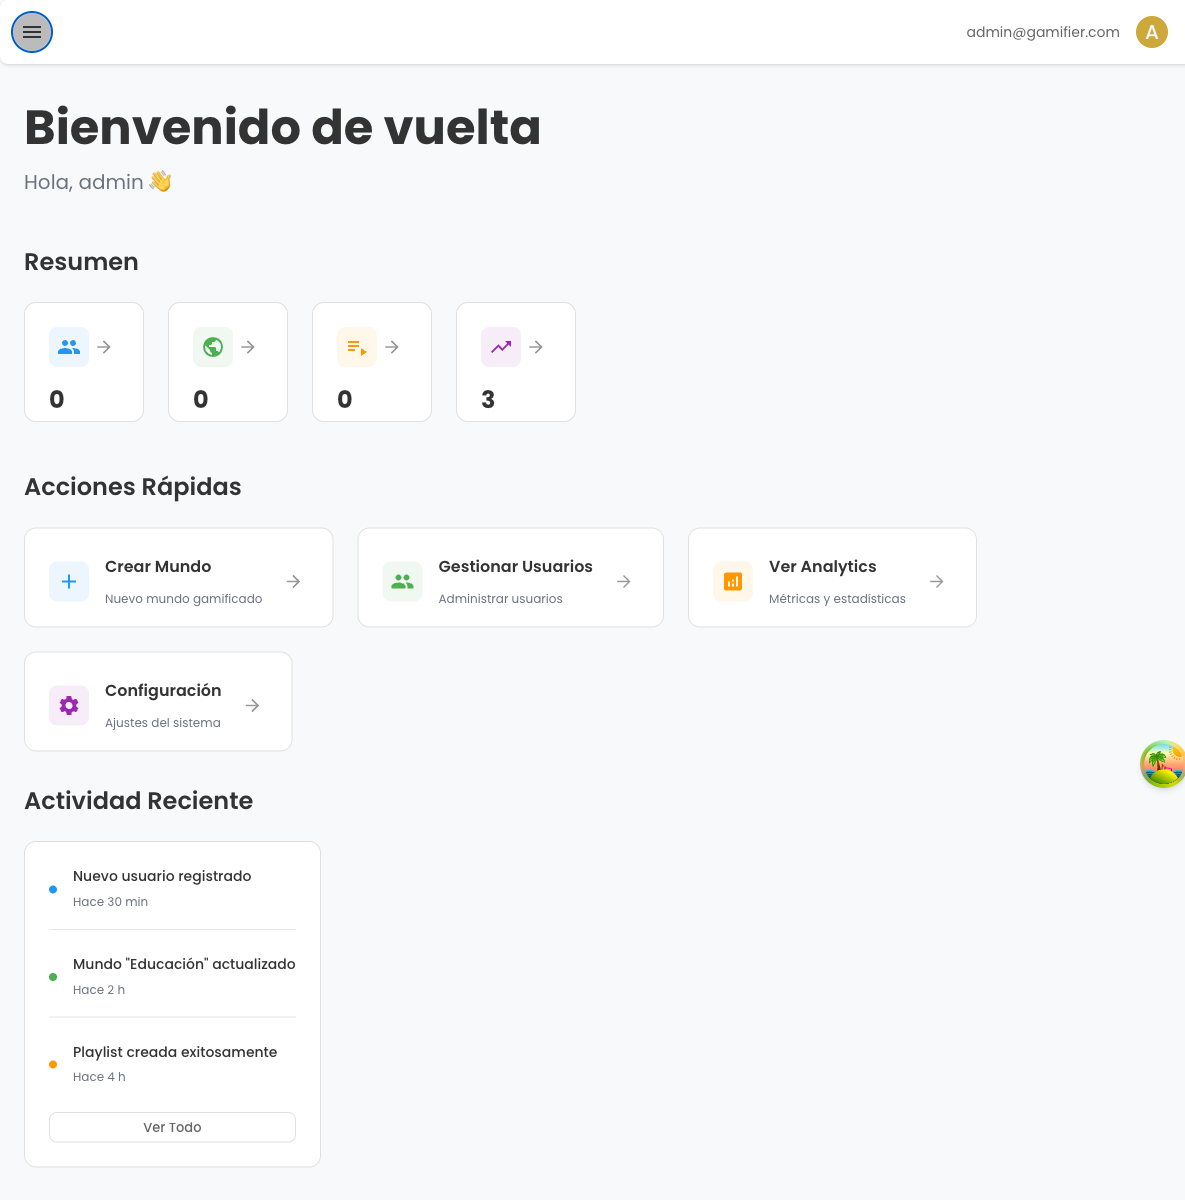 admin@gamifier.com
A
Bienvenido de vuelta
Hola, admin 👋
Resumen
0
0
0
3
Acciones Rápidas
Crear Mundo
Nuevo mundo gamificado
Gestionar Usuarios
Administrar usuarios
Ver Analytics
Métricas y estadísticas
Configuración
Ajustes del sistema
Actividad Reciente
Nuevo usuario registrado
Hace 30 min
Mundo "Educación" actualizado
Hace 2 h
Playlist creada exitosamente
Hace 4 h
Ver Todo